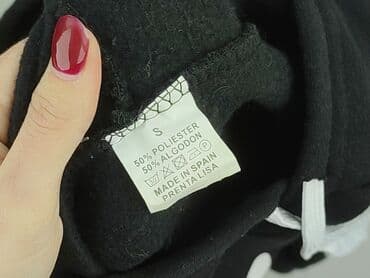 S
50% POLIESTER
50% ALGODON
MADE IN SPAIN
PRENTA LISA